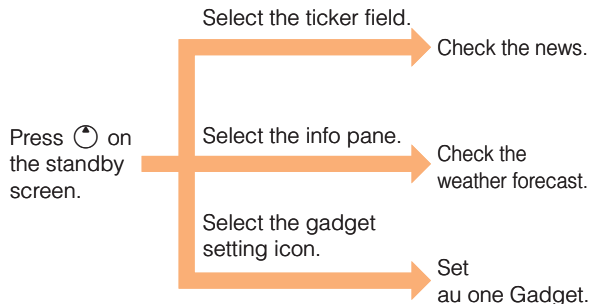 Select the ticker field.
Check the news.
Press on
the standby
screen.
Select the info pane.
Check the
weather forecast.
Select the gadget
setting icon.
Set
au one Gadget.